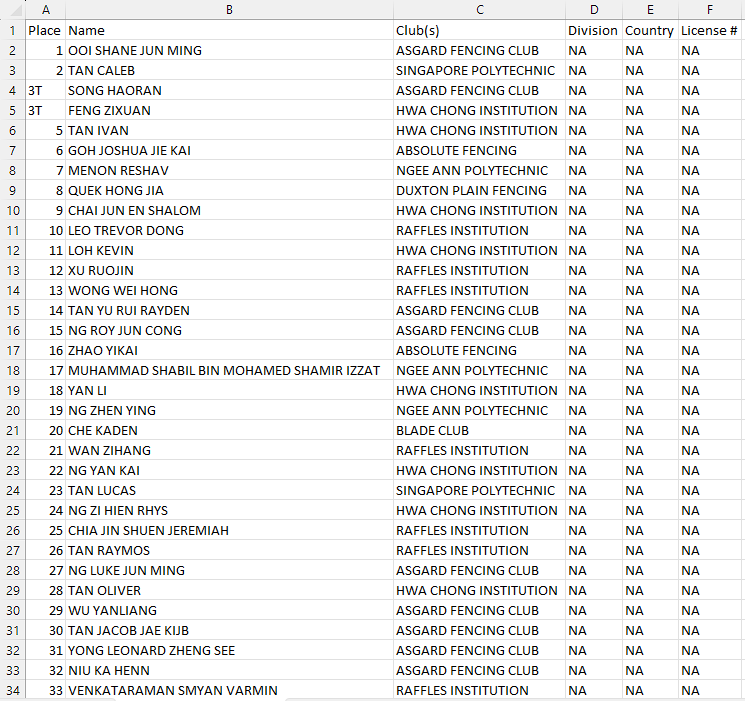 A B C D E F
1 Place Name Club(s) Division Country License #
2 1 OOI SHANE JUN MING ASGARD FENCING CLUB NA NA NA
3 2 TAN CALEB SINGAPORE POLYTECHNIC NA NA NA
4 3T SONG HAORAN ASGARD FENCING CLUB NA NA NA
5 3T FENG ZIXUAN HWA CHONG INSTITUTION NA NA NA
6 5 TAN IVAN HWA CHONG INSTITUTION NA NA NA
7 6 GOH JOSHUA JIE KAI ABSOLUTE FENCING NA NA NA
8 7 MENON RESHAV NGEE ANN POLYTECHNIC NA NA NA
9 8 QUEK HONG JIA DUXTON PLAIN FENCING NA NA NA
10 9 CHAI JUN EN SHALOM HWA CHONG INSTITUTION NA NA NA
11 10 LEO TREVOR DONG RAFFLES INSTITUTION NA NA NA
12 11 LOH KEVIN HWA CHONG INSTITUTION NA NA NA
13 12 XU RUOJIN RAFFLES INSTITUTION NA NA NA
14 13 WONG WEI HONG RAFFLES INSTITUTION NA NA NA
15 14 TAN YU RUI RAYDEN ASGARD FENCING CLUB NA NA NA
16 15 NG ROY JUN CONG ASGARD FENCING CLUB NA NA NA
17 16 ZHAO YIKAI ABSOLUTE FENCING NA NA NA
18 17 MUHAMMAD SHABIL BIN MOHAMED SHAMIR IZZAT NGEE ANN POLYTECHNIC NA NA NA
19 18 YAN LI HWA CHONG INSTITUTION NA NA NA
20 19 NG ZHEN YING NGEE ANN POLYTECHNIC NA NA NA
21 20 CHE KADEN BLADE CLUB NA NA NA
22 21 WAN ZIHANG RAFFLES INSTITUTION NA NA NA
23 22 NG YAN KAI HWA CHONG INSTITUTION NA NA NA
24 23 TAN LUCAS SINGAPORE POLYTECHNIC NA NA NA
25 24 NG ZI HIEN RHYS HWA CHONG INSTITUTION NA NA NA
26 25 CHIA JIN SHUEN JEREMIAH RAFFLES INSTITUTION NA NA NA
27 26 TAN RAYMOS RAFFLES INSTITUTION NA NA NA
28 27 NG LUKE JUN MING ASGARD FENCING CLUB NA NA NA
29 28 TAN OLIVER HWA CHONG INSTITUTION NA NA NA
30 29 WU YANLIANG ASGARD FENCING CLUB NA NA NA
31 30 TAN JACOB JAE KIJB ASGARD FENCING CLUB NA NA NA
32 31 YONG LEONARD ZHENG SEE ASGARD FENCING CLUB NA NA NA
33 32 NIU KA HENN ASGARD FENCING CLUB NA NA NA
34 33 VENKATARAMAN SMYAN VARMIN RAFFLES INSTITUTION NA NA NA